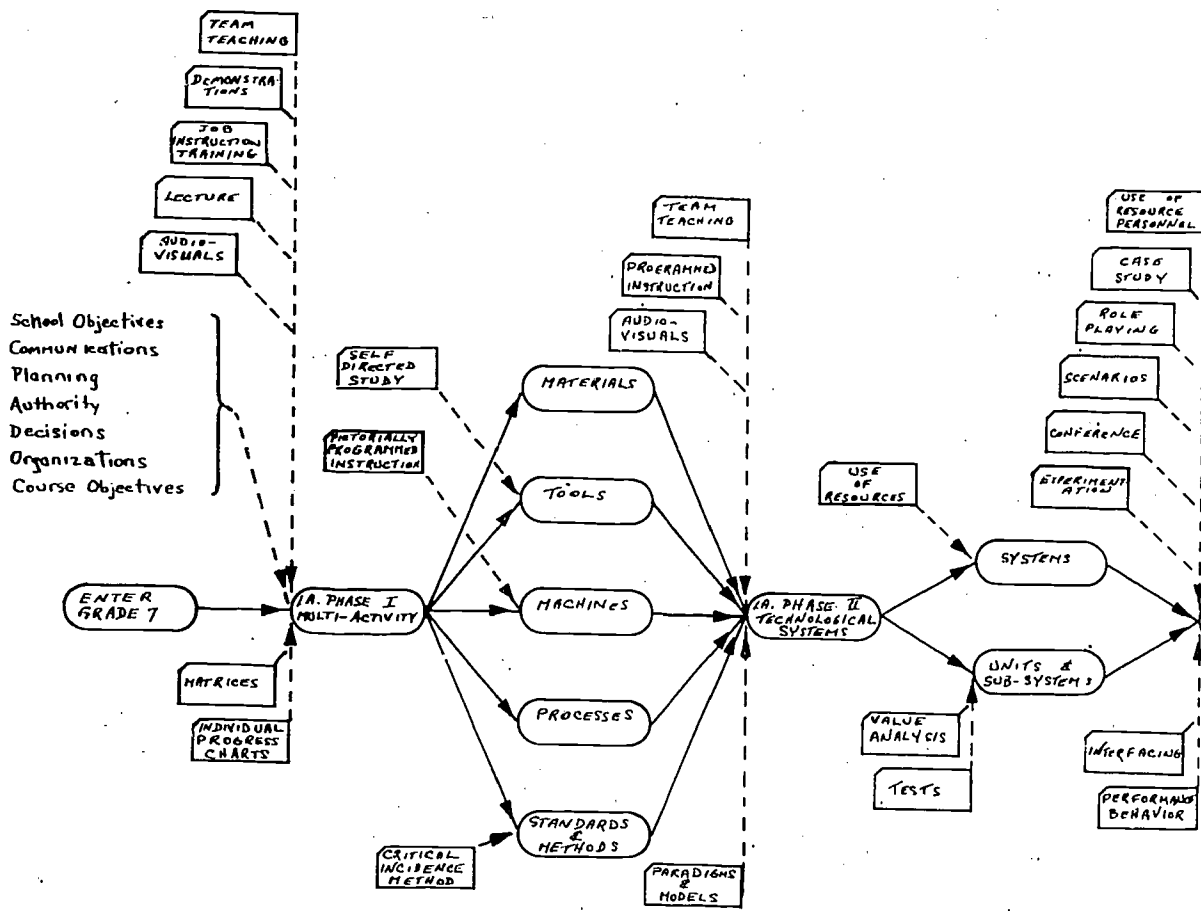 TEAM
TEACHING
DEMONSTRA-
TIONS
JOB
INSTRUCTION
TRAINING
LECTURE
AUDIO-
VISUALS
School Objectives
Communications
Planning
Authority
Decisions
Organizations
Course Objectives
ENTER
GRADE 7
I.A. PHASE I
MULTI-ACTIVITY
MATRICES
INDIVIDUAL
PROGRESS
CHARTS
SELF
DIRECTED
STUDY
PICTORIALLY
PROGRAMMED
INSTRUCTION
MATERIALS
TOOLS
MACHINES
PROCESSES
STANDARDS
&
METHODS
CRITICAL
INCIDENCE
METHOD
TEAM
TEACHING
PROGRAMMED
INSTRUCTION
AUDIO-
VISUALS
I.A. PHASE II
TECHNOLOGICAL
SYSTEMS
PARADIGMS
&
MODELS
USE
OF
RESOURCES
SYSTEMS
UNITS &
SUB-SYSTEMS
VALUE
ANALYSIS
TESTS
USE OF
RESOURCE
PERSONNEL
CASE
STUDY
ROLE
PLAYING
SCENARIOS
CONFERENCE
EXPERIMENT
ATION
INTERFACING
PERFORMANCE
BEHAVIOR